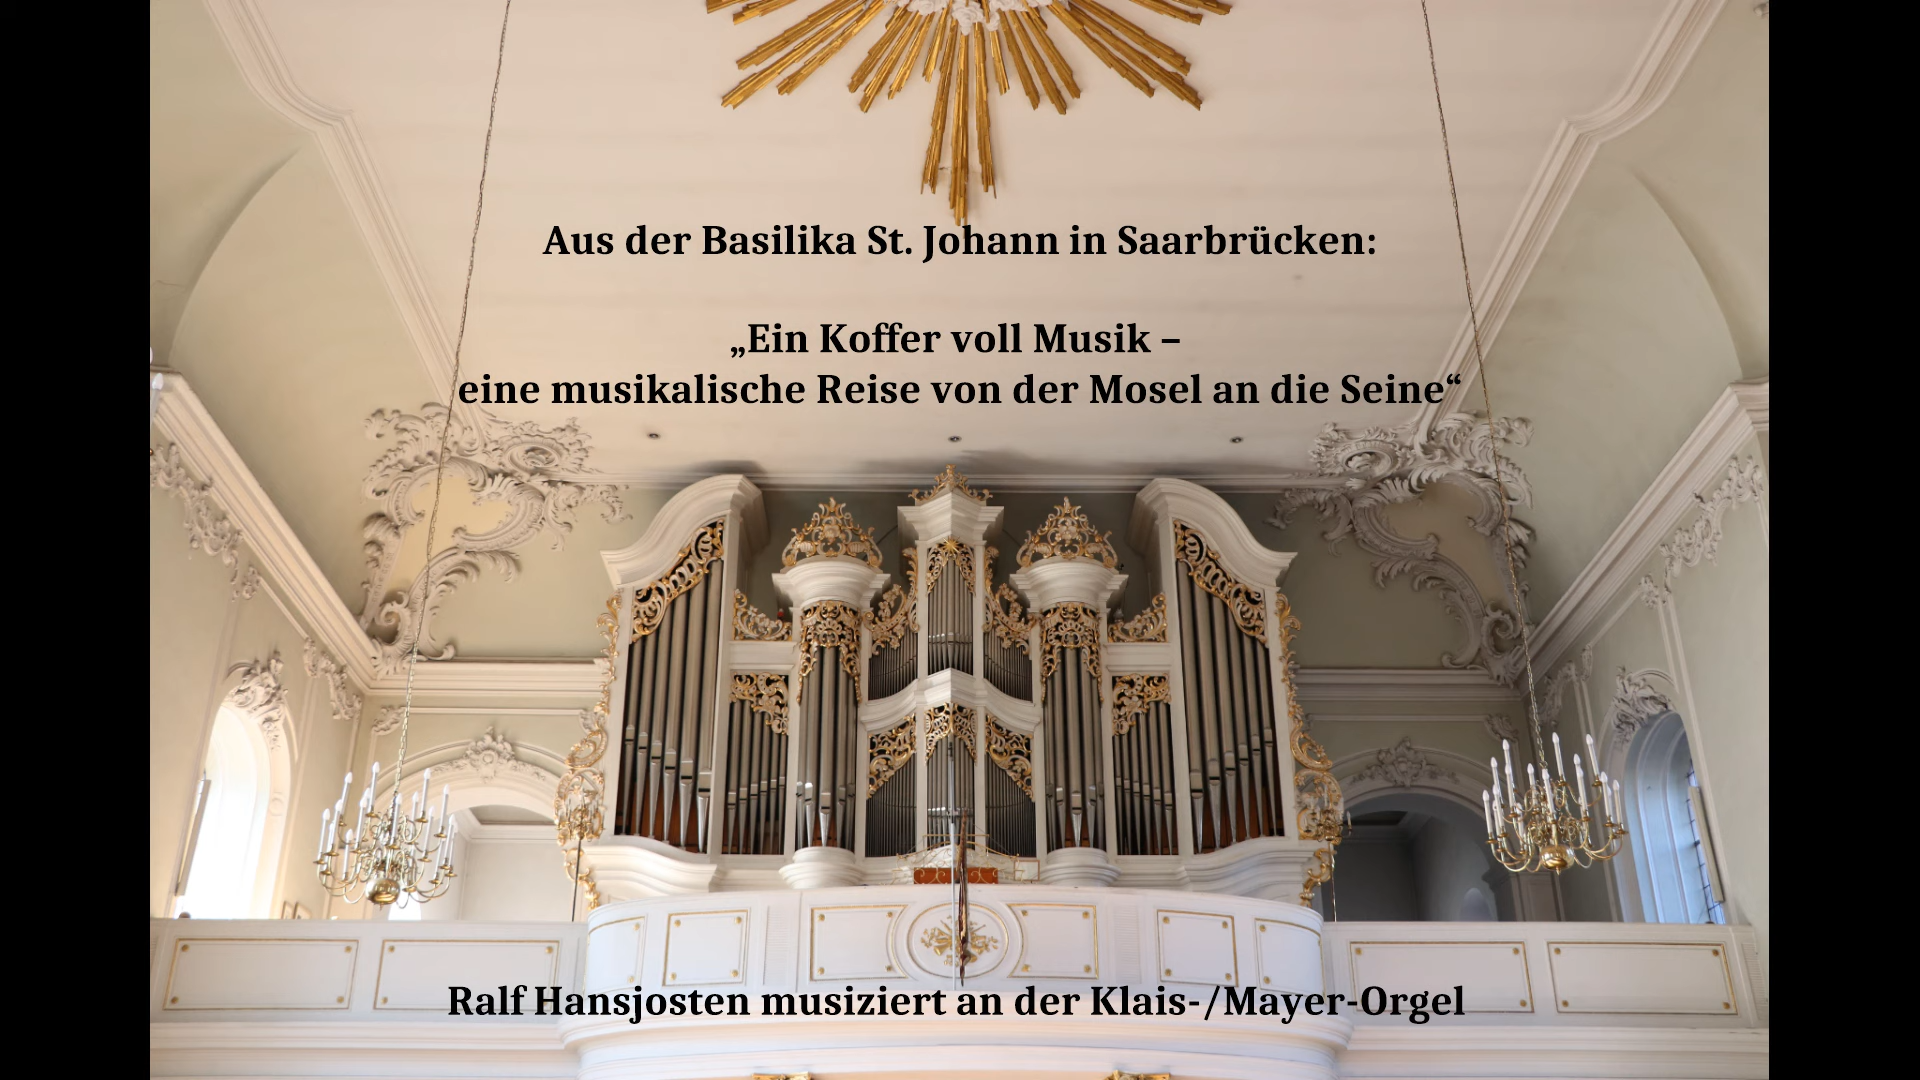 Aus der Basilika St. Johann in Saarbrücken:
„Ein Koffer voll Musik –
eine musikalische Reise von der Mosel an die Seine“
Ralf Hansjosten musiziert an der Klais-/Mayer-Orgel